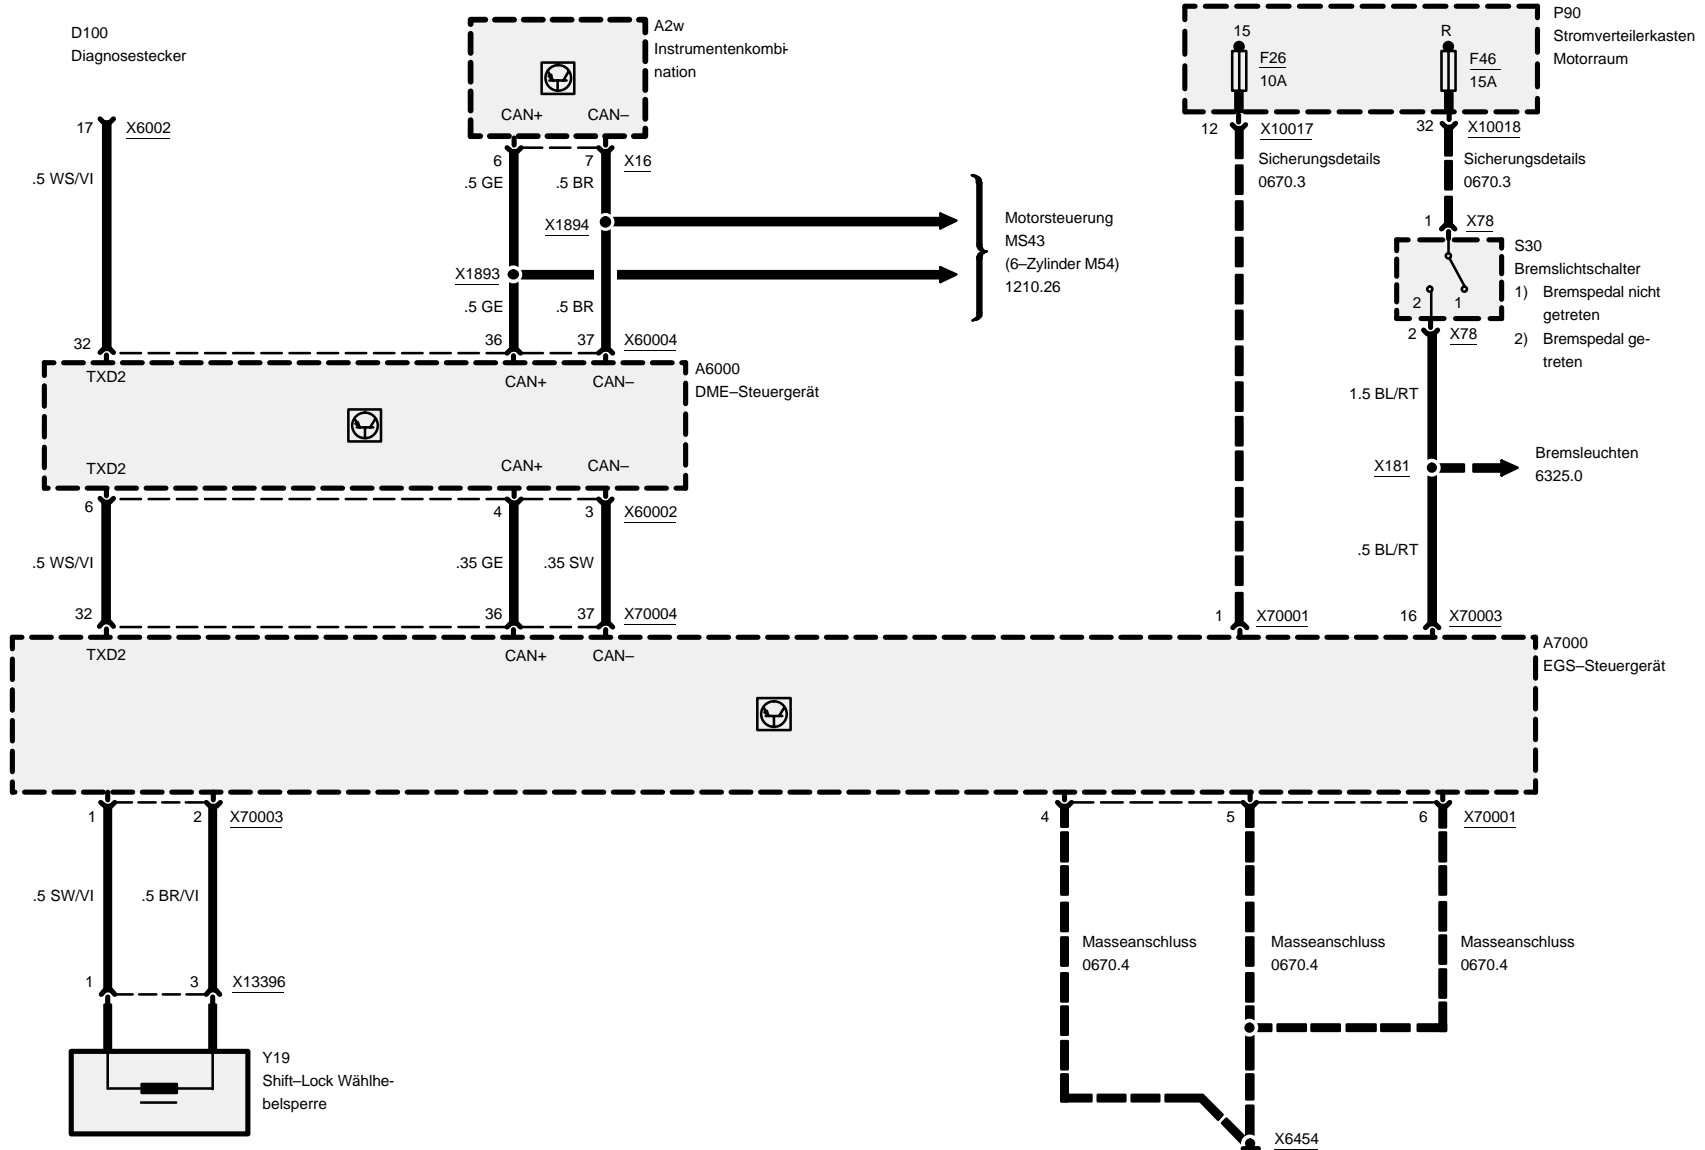 D100
Diagnosestecker
17
X6002
.5 WS/VI
A2w
Instrumentenkombi-
nation
CAN+
CAN–
6
7
X16
.5 GE
.5 BR
X1894
X1893
.5 GE
.5 BR
Motorsteuerung
MS43
(6–Zylinder M54)
1210.26
P90
Stromverteilerkasten
Motorraum
15
F26
10A
R
F46
15A
12
X10017
32
X10018
Sicherungsdetails
0670.3
Sicherungsdetails
0670.3
1
X78
S30
Bremslichtschalter
1) Bremspedal nicht
getreten
2) Bremspedal ge-
treten
2
1
2
X78
1.5 BL/RT
X181
Bremsleuchten
6325.0
.5 BL/RT
32
36
37
X60004
TXD2
CAN+
CAN–
A6000
DME–Steuergerät
TXD2
CAN+
CAN–
6
4
3
X60002
.5 WS/VI
.35 GE
.35 SW
32
36
37
X70004
1
X70001
16
X70003
TXD2
CAN+
CAN–
A7000
EGS–Steuergerät
1
2
X70003
4
5
6
X70001
.5 SW/VI
.5 BR/VI
Masseanschluss
0670.4
Masseanschluss
0670.4
Masseanschluss
0670.4
1
3
X13396
Y19
Shift–Lock Wählhe-
belsperre
X6454